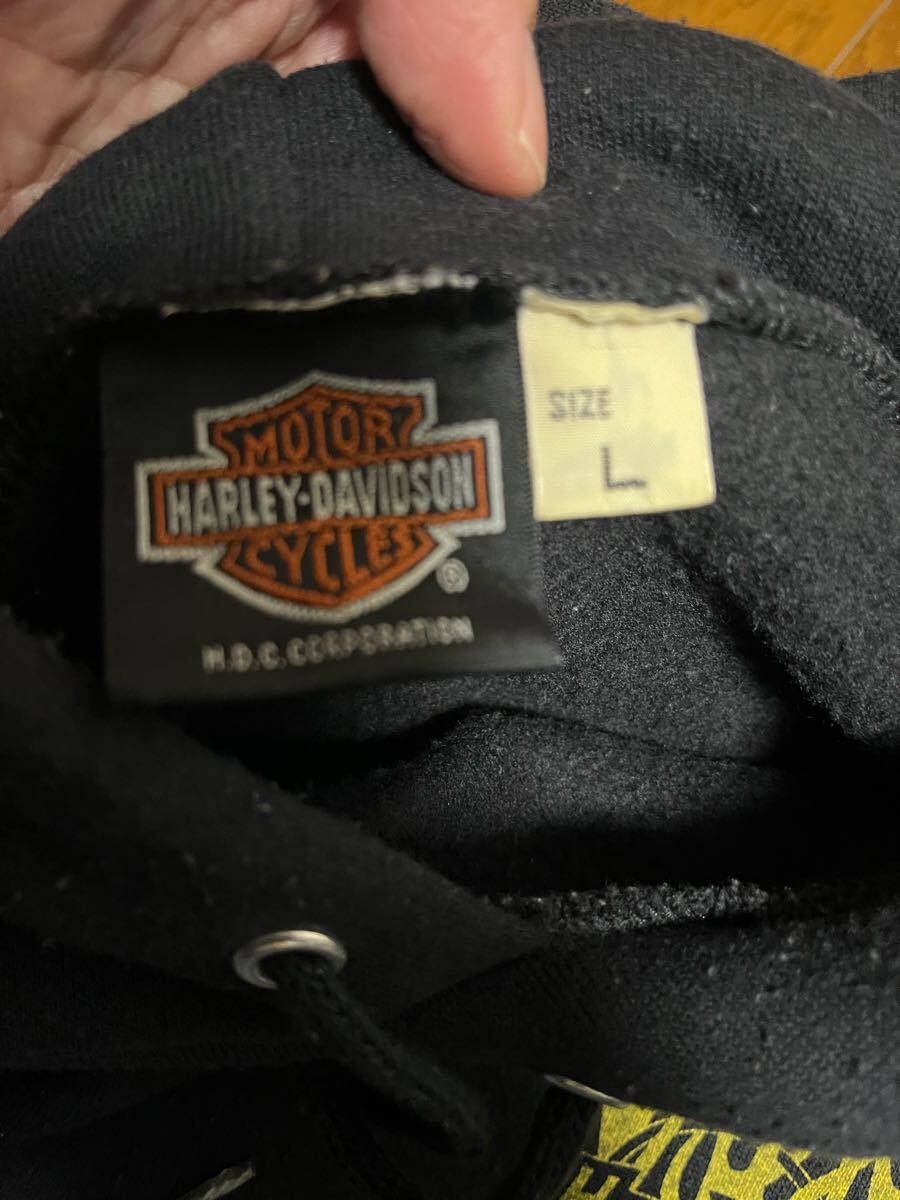 MOTOR
HARLEY-DAVIDSON
CYCLES
®
H.D.C. CORPORATION
SIZE
L